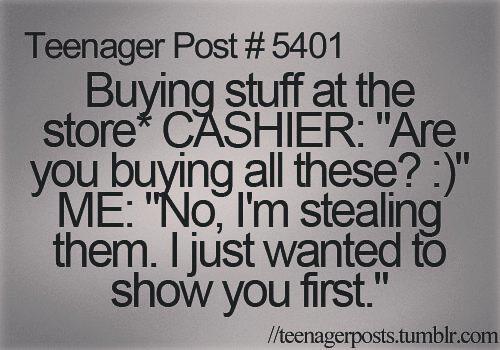 Teenager Post # 5401
Buying stuff at the
store* CASHIER: "Are
you buying all these? :)"
ME: "No, I'm stealing
them. I just wanted to
show you first."
//teenagerposts.tumblr.com